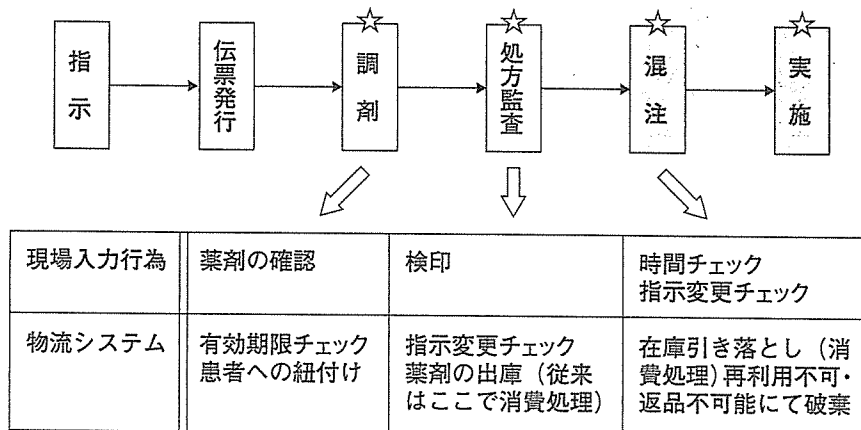 指示
伝票発行
☆
調剤
☆
処方監査
☆
混注
☆
実施
現場入力行為
薬剤の確認
検印
時間チェック
指示変更チェック
物流システム
有効期限チェック
患者への紐付け
指示変更チェック
薬剤の出庫（従来
はここで消費処理）
在庫引き落とし（消
費処理）再利用不可・
返品不可能にて破棄